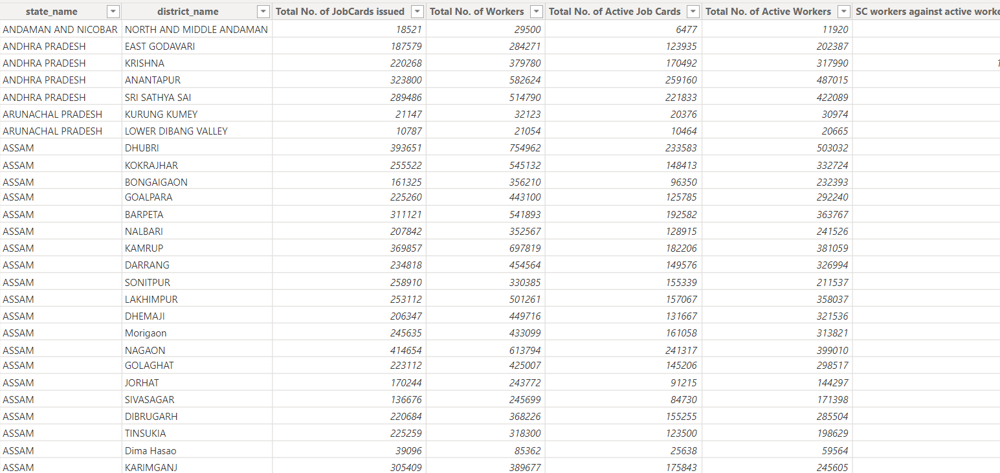 state_name district_name Total No. of JobCards issued Total No. of Workers Total No. of Active Job Cards Total No. of Active Workers SC workers against active
ANDAMAN AND NICOBAR NORTH AND MIDDLE ANDAMAN 18521 29500 6477 11920
ANDHRA PRADESH EAST GODAVARI 187579 284271 123935 202387
ANDHRA PRADESH KRISHNA 220268 379780 170492 317990
ANDHRA PRADESH ANANTAPUR 323800 582624 259160 487015
ANDHRA PRADESH SRI SATHYA SAI 289486 514790 221833 422089
ARUNACHAL PRADESH KURUNG KUMEY 21147 32123 20376 30974
ARUNACHAL PRADESH LOWER DIBANG VALLEY 10787 21054 10464 20665
ASSAM DHUBRI 393651 754962 233583 503032
ASSAM KOKRAJHAR 255522 545132 148413 332724
ASSAM BONGAIGAON 161325 356210 96350 232393
ASSAM GOALPARA 225260 443100 125785 292240
ASSAM BARPETA 311121 541893 192582 363767
ASSAM NALBARI 207842 352567 128915 241526
ASSAM KAMRUP 369857 697819 182206 381059
ASSAM DARRANG 234818 454564 149576 326994
ASSAM SONITPUR 258910 330385 155339 211537
ASSAM LAKHIMPUR 253112 501261 157067 358037
ASSAM DHEMAJI 206347 449716 131667 321536
ASSAM Morigaon 245635 433099 161058 313821
ASSAM NAGAON 414654 613794 241317 399010
ASSAM GOLAGHAT 223112 425007 145206 298517
ASSAM JORHAT 170244 243772 91215 144297
ASSAM SIVASAGAR 136676 245699 84730 171398
ASSAM DIBRUGARH 220684 368226 155255 285504
ASSAM TINSUKIA 225259 318300 123500 198629
ASSAM Dima Hasao 39096 85362 25638 59564
ASSAM KARIMGANJ 305409 389677 175843 245605